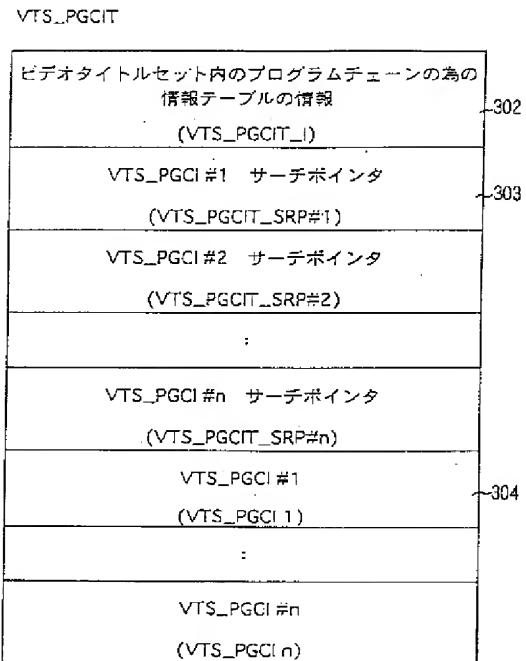 VTS_PGCIT
ビデオタイトルセット内のプログラムチェーンの為の
情報テーブルの情報
(VTS_PGCIT_I)
302
VTS_PGCI #1 サーチポインタ
303
(VTS_PGCIT_SRP#1)
VTS_PGCI #2 サーチポインタ
(VTS_PGCIT_SRP#2)
:
VTS_PGCI #n サーチポインタ
(VTS_PGCIT_SRP#n)
VTS_PGCI #1
304
(VTS_PGCI 1)
:
VTS_PGCI #n
(VTS_PGCI n)